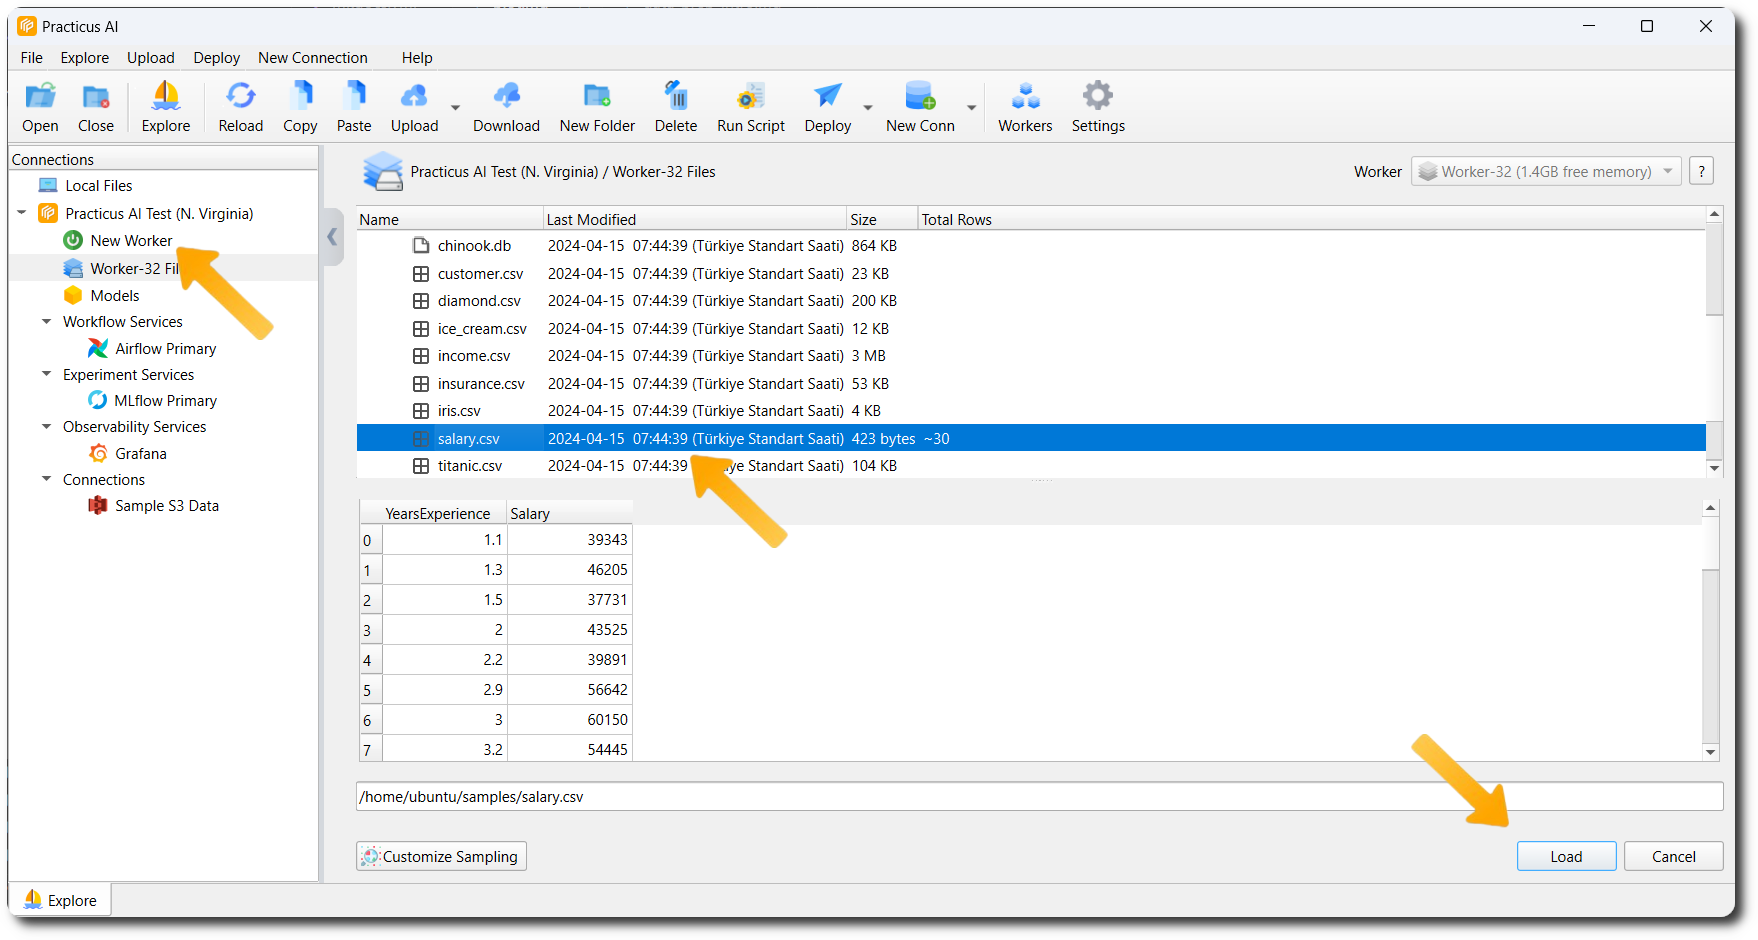 Practicus AI
File Explore Upload Deploy New Connection Help
Open Close Explore Reload Copy Paste Upload Download New Folder Delete Run Script Deploy New Conn Workers Settings
Connections
Local Files
Practicus AI Test (N. Virginia)
New Worker
Worker-32 Fil
Models
Workflow Services
Airflow Primary
Experiment Services
MLflow Primary
Observability Services
Grafana
Connections
Sample S3 Data
Practicus AI Test (N. Virginia) / Worker-32 Files
Worker Worker-32 (1.4GB free memory) ?
Name Last Modified Size Total Rows
chinook.db 2024-04-15 07:44:39 (Türkiye Standart Saati) 864 KB
customer.csv 2024-04-15 07:44:39 (Türkiye Standart Saati) 23 KB
diamond.csv 2024-04-15 07:44:39 (Türkiye Standart Saati) 200 KB
ice_cream.csv 2024-04-15 07:44:39 (Türkiye Standart Saati) 12 KB
income.csv 2024-04-15 07:44:39 (Türkiye Standart Saati) 3 MB
insurance.csv 2024-04-15 07:44:39 (Türkiye Standart Saati) 53 KB
iris.csv 2024-04-15 07:44:39 (Türkiye Standart Saati) 4 KB
salary.csv 2024-04-15 07:44:39 (Türkiye Standart Saati) 423 bytes ~30
titanic.csv 2024-04-15 07:44:39 ye Standart Saati) 104 KB
YearsExperience Salary
0 1.1 39343
1 1.3 46205
2 1.5 37731
3 2 43525
4 2.2 39891
5 2.9 56642
6 3 60150
7 3.2 54445
/home/ubuntu/samples/salary.csv
Customize Sampling
Load Cancel
Explore